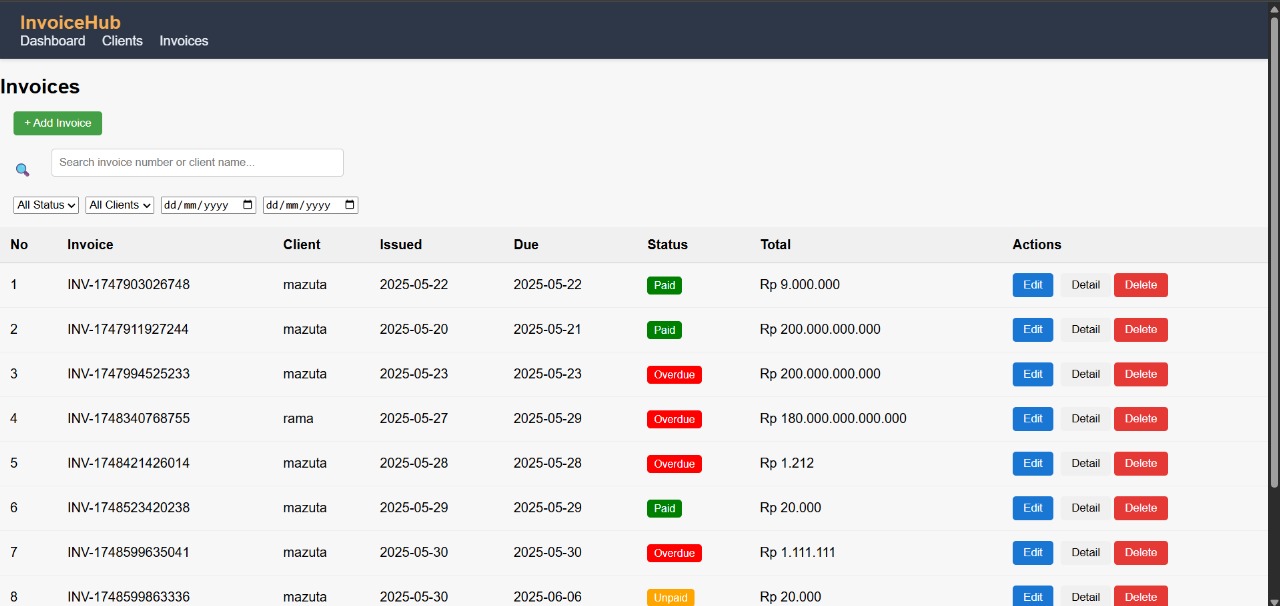 InvoiceHub
Dashboard Clients Invoices
Invoices
+ Add Invoice
Search invoice number or client name...
All Status All Clients dd/mm/yyyy dd/mm/yyyy
No Invoice Client Issued Due Status Total Actions
1 INV-1747903026748 mazuta 2025-05-22 2025-05-22 Paid Rp 9.000.000 Edit Detail Delete
2 INV-1747911927244 mazuta 2025-05-20 2025-05-21 Paid Rp 200.000.000.000 Edit Detail Delete
3 INV-1747994525233 mazuta 2025-05-23 2025-05-23 Overdue Rp 200.000.000.000 Edit Detail Delete
4 INV-1748340768755 rama 2025-05-27 2025-05-29 Overdue Rp 180.000.000.000.000 Edit Detail Delete
5 INV-1748421426014 mazuta 2025-05-28 2025-05-28 Overdue Rp 1.212 Edit Detail Delete
6 INV-1748523420238 mazuta 2025-05-29 2025-05-29 Paid Rp 20.000 Edit Detail Delete
7 INV-1748599635041 mazuta 2025-05-30 2025-05-30 Overdue Rp 1.111.111 Edit Detail Delete
8 INV-1748599863336 mazuta 2025-05-30 2025-06-06 Unpaid Rp 20.000 Edit Detail Delete